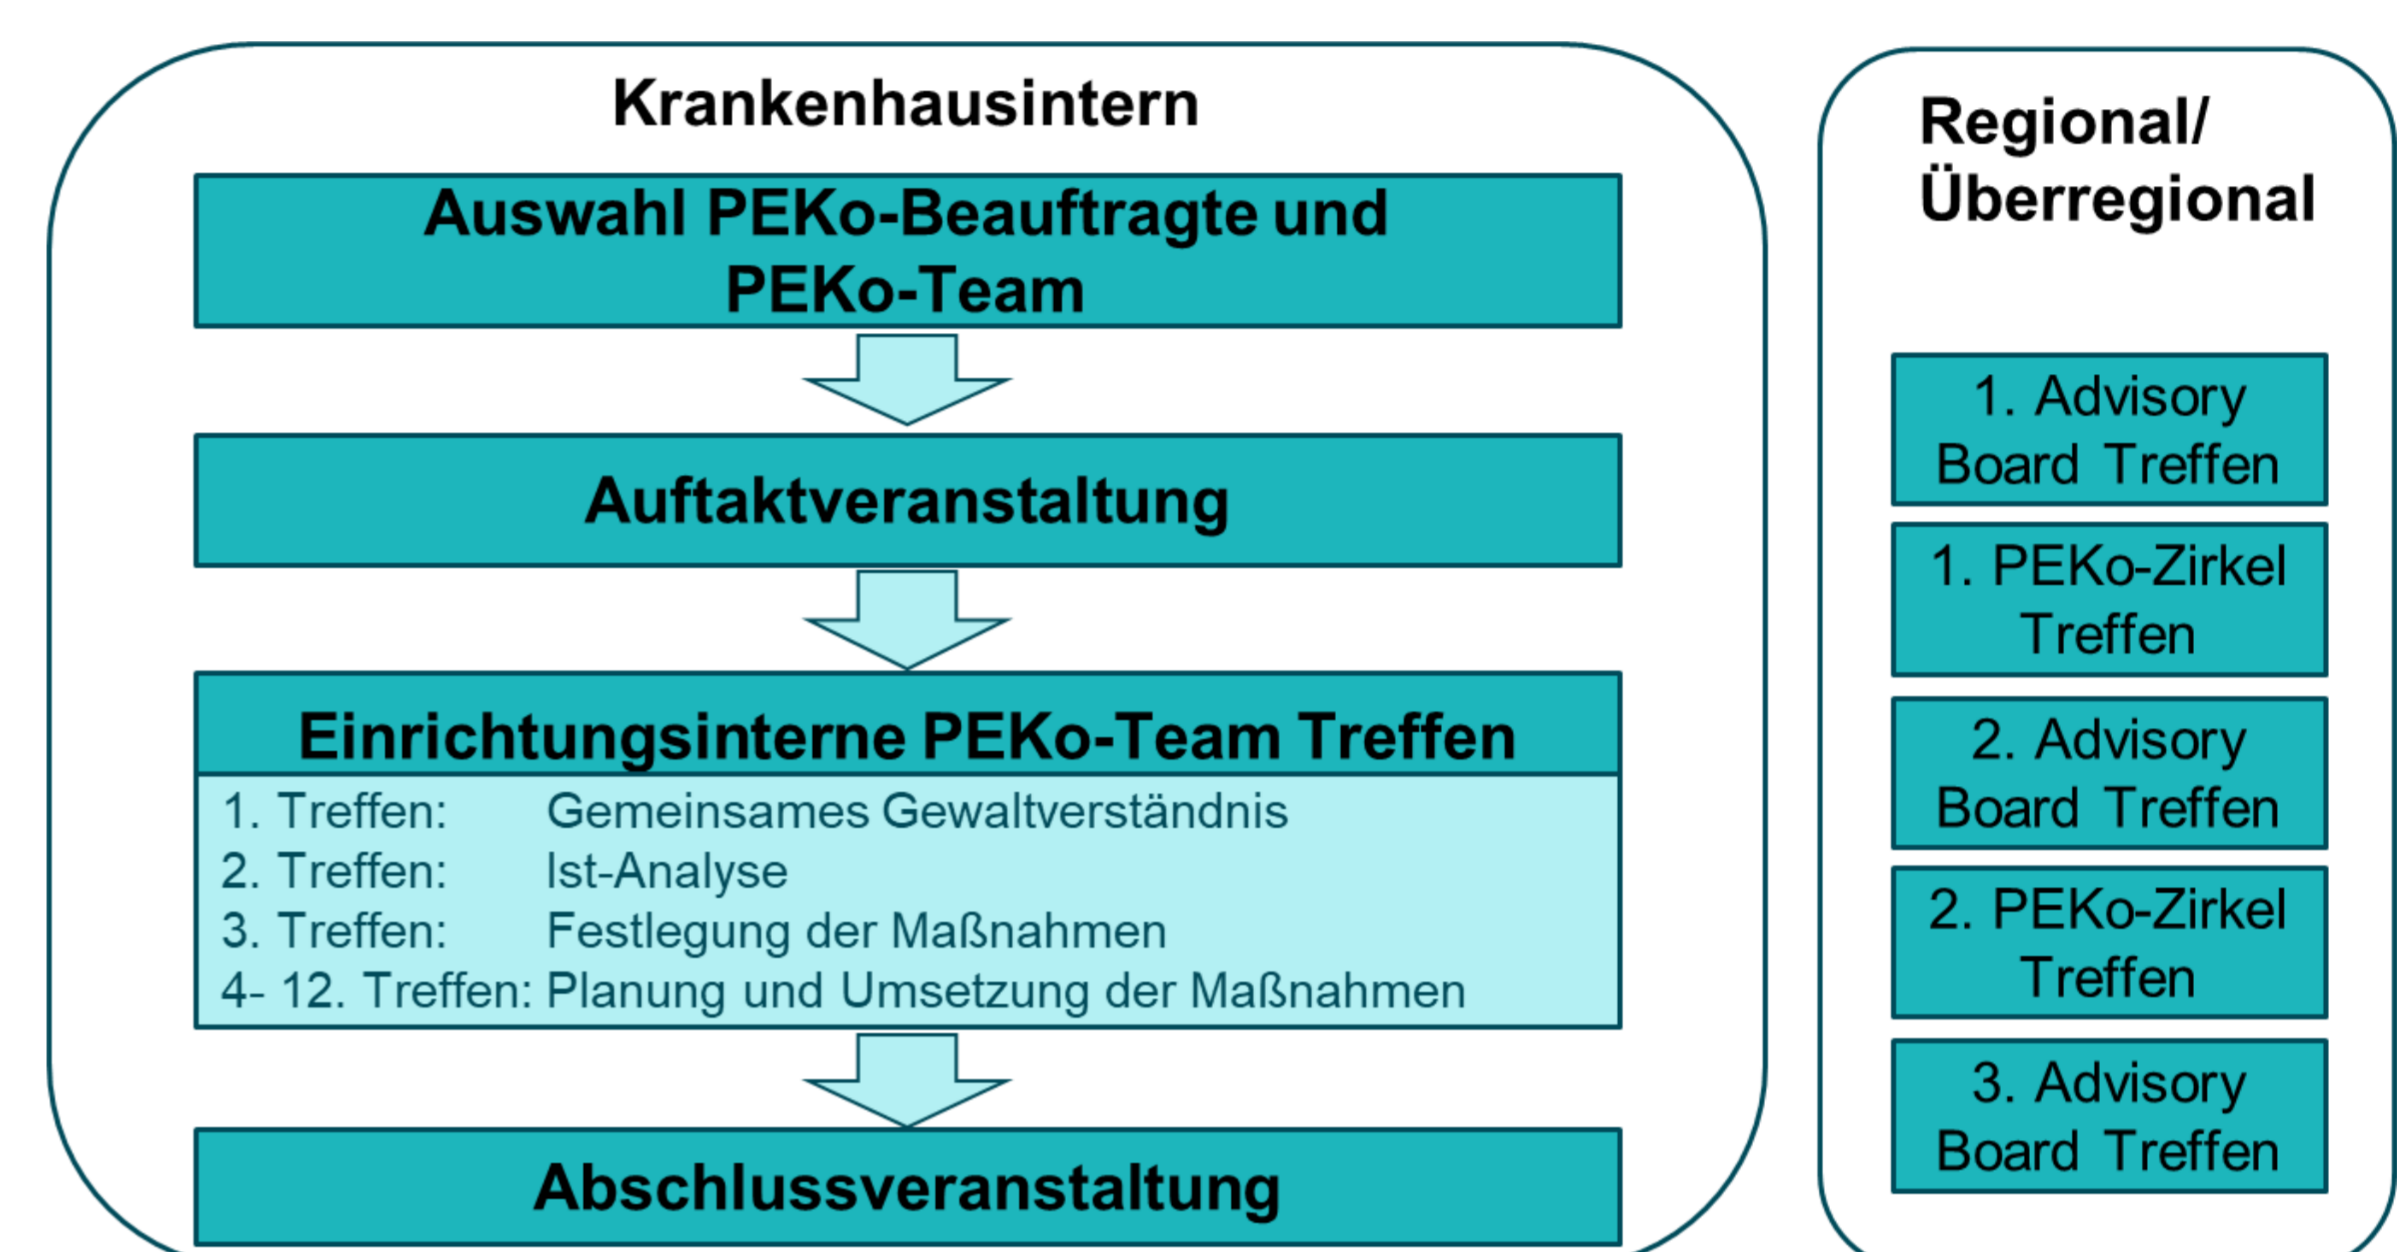 Krankenhausintern
Auswahl PEKo-Beauftragte und
PEKo-Team
Auftaktveranstaltung
Einrichtungsinterne PEKo-Team Treffen
1. Treffen: Gemeinsames Gewaltverständnis
2. Treffen: Ist-Analyse
3. Treffen: Festlegung der Maßnahmen
4- 12. Treffen: Planung und Umsetzung der Maßnahmen
Abschlussveranstaltung
Regional/
Überregional
1. Advisory
Board Treffen
1. PEKo-Zirkel
Treffen
2. Advisory
Board Treffen
2. PEKo-Zirkel
Treffen
3. Advisory
Board Treffen